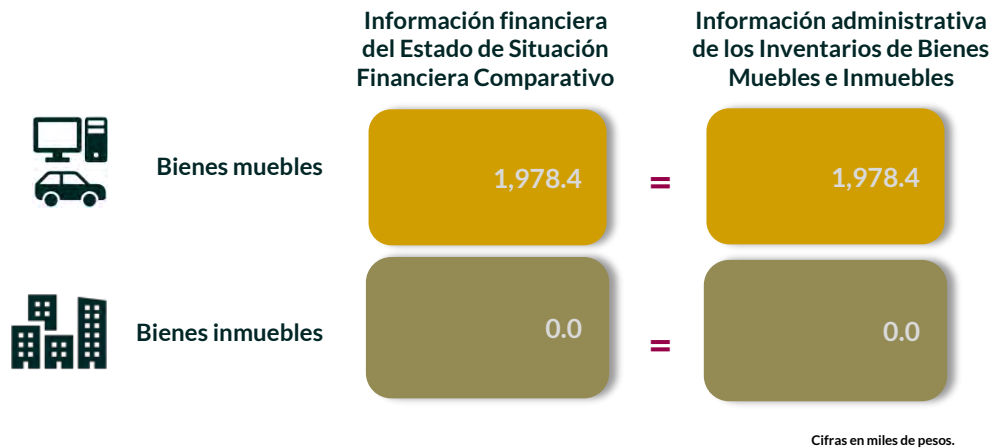 Información financiera
del Estado de Situación
Financiera Comparativo
Información administrativa
de los Inventarios de Bienes
Muebles e Inmuebles
Bienes muebles
1,978.4
=
1,978.4
Bienes inmuebles
0.0
=
0.0
Cifras en miles de pesos.